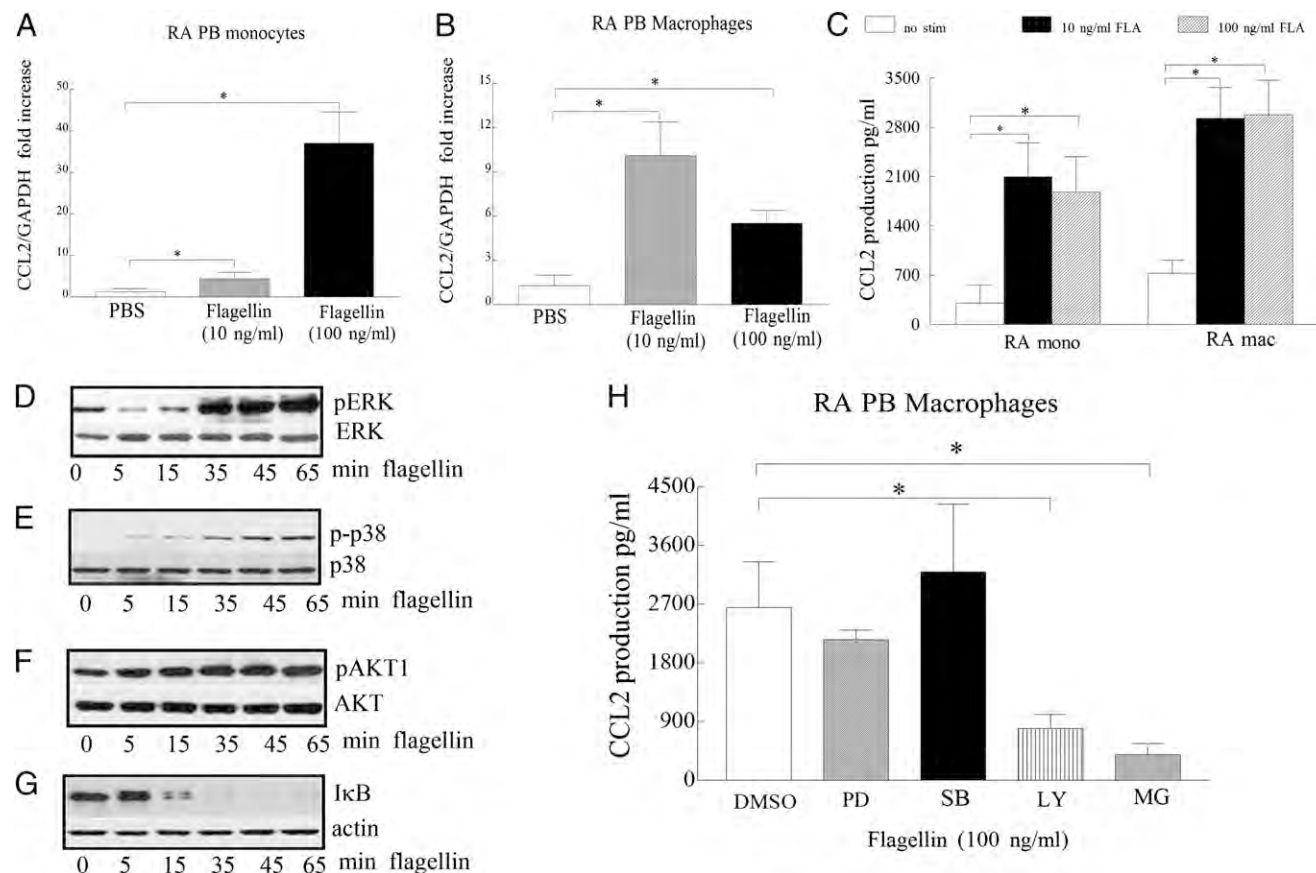 A
RA PB monocytes
CCL2/GAPDH fold increase
50
40
30
20
10
0
*
*
PBS
Flagellin
(10 ng/ml)
Flagellin
(100 ng/ml)
B
RA PB Macrophages
CCL2/GAPDH fold increase
15
12
9
6
3
0
*
*
PBS
Flagellin
(10 ng/ml)
Flagellin
(100 ng/ml)
C
no stim
10 ng/ml FLA
100 ng/ml FLA
CCL2 production pg/ml
3500
2800
2100
1400
700
0
*
*
*
*
RA mono
RA mac
D
pERK
ERK
0 5 15 35 45 65 min flagellin
E
p-p38
p38
0 5 15 35 45 65 min flagellin
F
pAKT1
AKT
0 5 15 35 45 65 min flagellin
G
IκB
actin
0 5 15 35 45 65 min flagellin
H
RA PB Macrophages
CCL2 production pg/ml
4500
3600
2700
1800
900
0
*
*
DMSO PD SB LY MG
Flagellin (100 ng/ml)